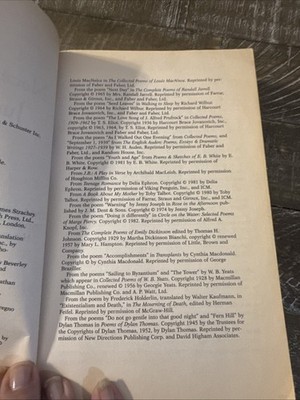 Louis MacNeice in The Collected Poems of Louis MacNeice. Reprinted by permission of Faber and Faber, Ltd.
From the poem in The Complete Poems by Randall Jarrell.
Copyright © 1945 by Mrs. Randall Jarrell. Reprinted by permission of Farrar, Straus & Giroux, Inc., and Faber and Faber, Ltd.
From the poem in Walking to Sleep by Richard Wilbur.
Copyright © by Richard Wilbur. Reprinted by permission of Harcourt Brace Jovanovich, Inc., and Faber and Faber, Ltd.
From the poem "The Love Song of J. Alfred Prufrock" in Collected Poems, 1909-1962 by T. S. Eliot. Copyright 1936 by Harcourt Brace Jovanovich, Inc.;
copyright © 1963, 1964, by T. S. Eliot. Reprinted by permission of Harcourt Brace Jovanovich and Faber and Faber, Ltd.
From the poem "As I Walked Out One Evening" from Collected Poems, and
"September 1, 1939" from The English Auden: Poems, Essays & Dramatic
Writings 1927-1939 by W. H. Auden. Reprinted by permission of Faber and
Faber, Ltd., and Random House, Inc.
From the poem "Youth and Age" from Poems & Sketches of E. B. White by E.
B. White. Copyright © 1981 by E. B. White. Reprinted by permission of
Harper & Row.
From J.B.: A Play in Verse by Archibald MacLeish. Reprinted by permission
of Houghton Mifflin Co.
From Savage Romance by Delia Ephron. Copyright © 1981 by Delia
Ephron. Reprinted by Viking Penguin, Inc., and ICM.
From A Book About My Mother by Toby Talbot. Copyright © 1980 by Toby
Talbot. Reprinted by permission of Farrar, Straus and Giroux, Inc., and ICM.
From the poem "Warning" by Jenny Joseph in Rose in the Afternoon.
Joseph by J.M. Dent & Sons. Copyright © 1974 by Jenny Joseph.
From the poem "Doing it differently" in Circle on the Water: Selected Poems
of Marge Piercy. Copyright © 1982. Reprinted by permission of Alfred A.
Knopf, Inc.
From The Complete Poems of Emily Dickinson edited by Thomas H.
Johnson. Copyright 1929 by Martha Dickinson Bianchi, copyright © renewed
1957 by Mary L. Hampson. Reprinted by permission of Little, Brown and
Company.
From the poem "Accomplishments" in Transplants by Cynthia Macdonald.
Copyright © by Cynthia Macdonald. Reprinted by permission of George
Braziller.
From the poems "Sailing to Byzantium" and "The Tower" by W. B. Yeats
which appear in Collected Poems of W. B. Yeats. Copyright 1928 by Macmillan
Publishing Co., renewed © 1956 by Georgie Yeats. Reprinted by permission of
Macmillan Publishing Co. and A. P. Watt, Ltd.
From the poem by Frederick Hölderlin, translated by Walter Kaufmann, in
"Existentialism and Death," in The Meaning of Death, edited by Herman
Feifel. Reprinted by permission of McGraw-Hill.
From the poems "Do not go gentle into that good night" and "Fern Hill" by
Dylan Thomas in Poems of Dylan Thomas. Copyright 1945 by the Trustees
for the Copyrights of Dylan Thomas, 1952, by Dylan Thomas. Reprinted by permission
of New Directions Publishing Corp. and David Higham Associates.